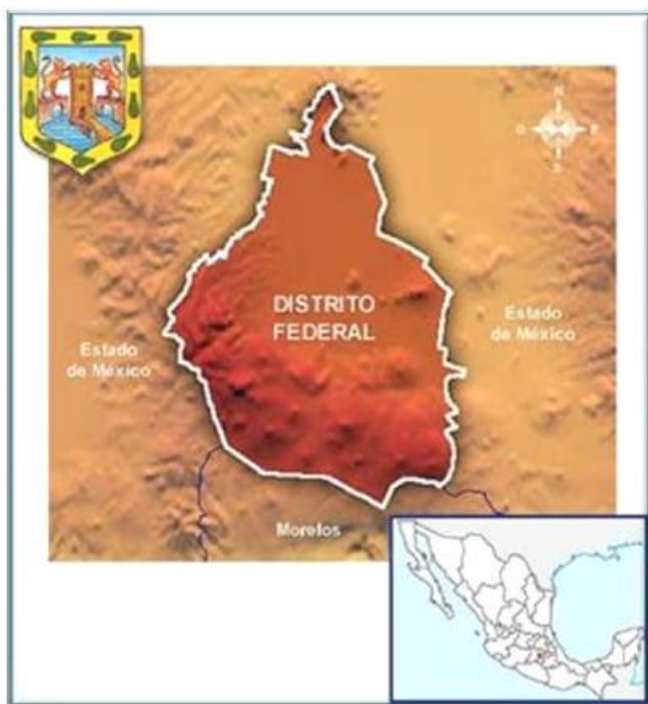 N
O E
S
DISTRITO
FEDERAL
Estado
de México
Estado
de México
Morelos